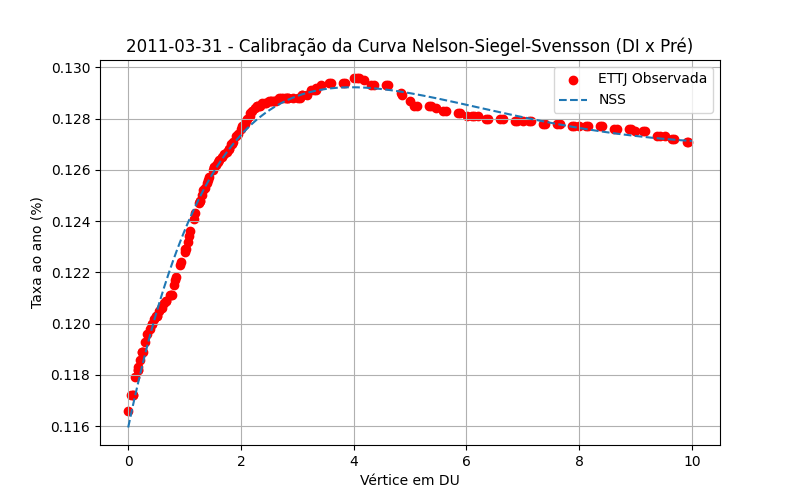 2011-03-31 - Calibração da Curva Nelson-Siegel-Svensson (DI x Pré)
ETTJ Observada
NSS
Taxa ao ano (%)
0.130
0.128
0.126
0.124
0.122
0.120
0.118
0.116
0 2 4 6 8 10
Vértice em DU